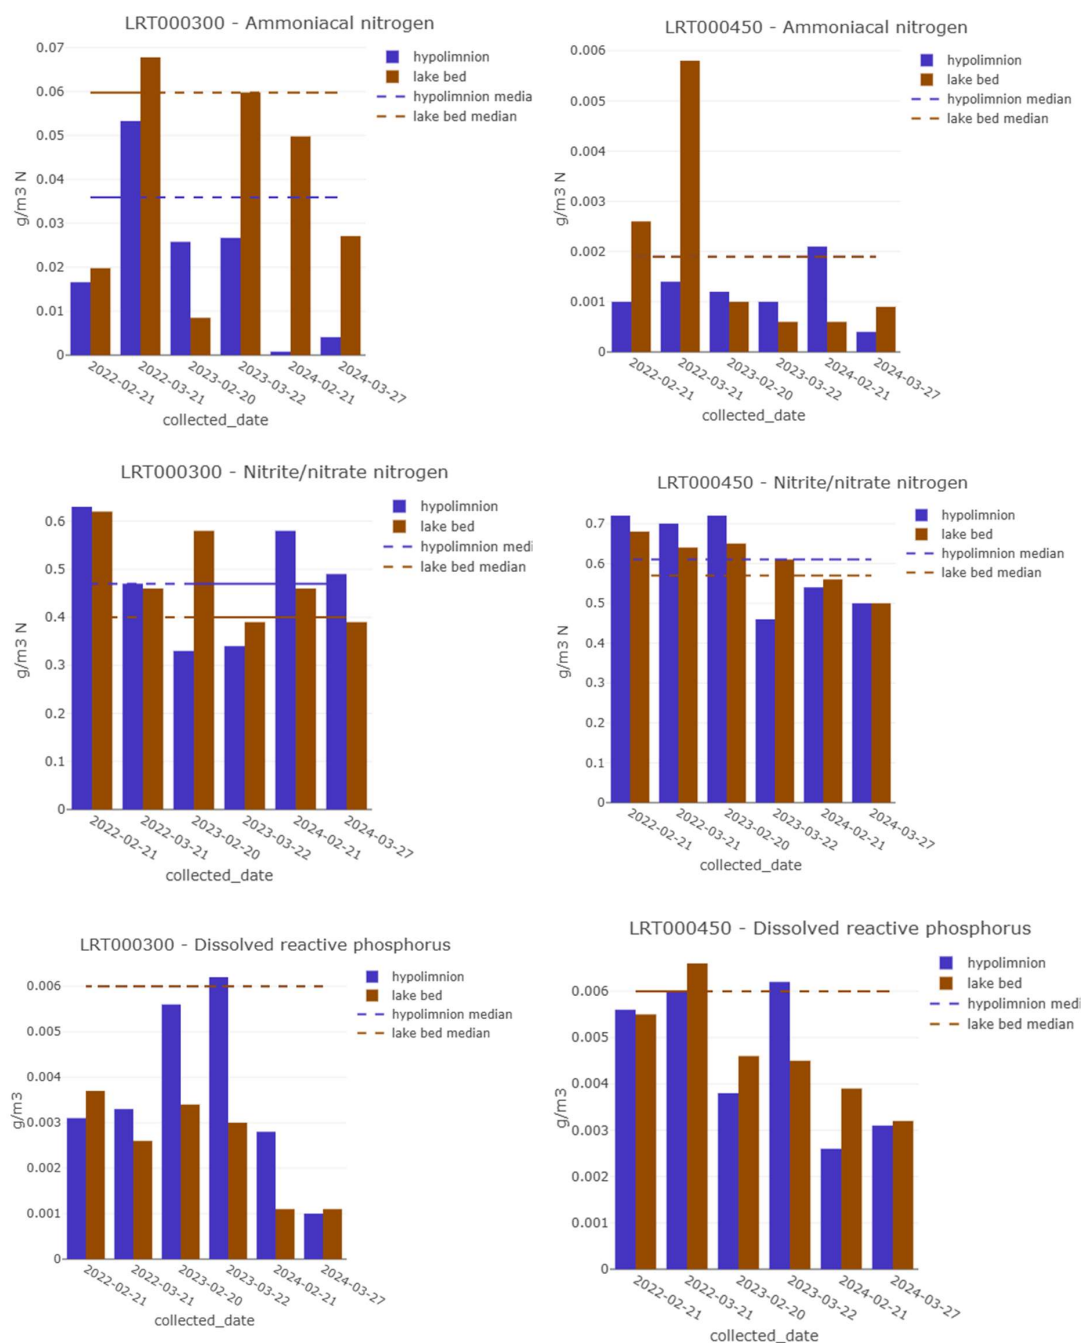 LRT000300 - Ammoniacal nitrogen
hypolimnion
lake bed
hypolimnion media
lake bed median
0.07
0.06
0.05
0.04
0.03
0.02
0.01
0
g/m3 N
2022-02-21
2022-03-21
2023-02-20
2023-03-22
2024-02-21
2024-03-27
collected_date
LRT000450 - Ammoniacal nitrogen
hypolimnion
lake bed
hypolimnion median
lake bed median
0.006
0.005
0.004
0.003
0.002
0.001
0
g/m3 N
2022-02-21
2022-03-21
2023-02-20
2023-03-22
2024-02-21
2024-03-27
collected_date
LRT000300 - Nitrite/nitrate nitrogen
hypolimnion
lake bed
hypolimnion medi
lake bed median
0.6
0.5
0.4
0.3
0.2
0.1
0
g/m3 N
2022-02-21
2022-03-21
2023-02-20
2023-03-22
2024-02-21
2024-03-27
collected_date
LRT000450 - Nitrite/nitrate nitrogen
hypolimnion
lake bed
hypolimnion median
lake bed median
0.7
0.6
0.5
0.4
0.3
0.2
0.1
0
g/m3 N
2022-02-21
2022-03-21
2023-02-20
2023-03-22
2024-02-21
2024-03-27
collected_date
LRT000300 - Dissolved reactive phosphorus
hypolimnion
lake bed
hypolimnion median
lake bed median
0.006
0.005
0.004
0.003
0.002
0.001
0
g/m3
2022-02-21
2022-03-21
2023-02-20
2023-03-22
2024-02-21
2024-03-27
collected_date
LRT000450 - Dissolved reactive phosphorus
hypolimnion
lake bed
hypolimnion medi
lake bed median
0.006
0.005
0.004
0.003
0.002
0.001
0
g/m3
2022-02-21
2022-03-21
2023-02-20
2023-03-22
2024-02-21
2024-03-27
collected_date